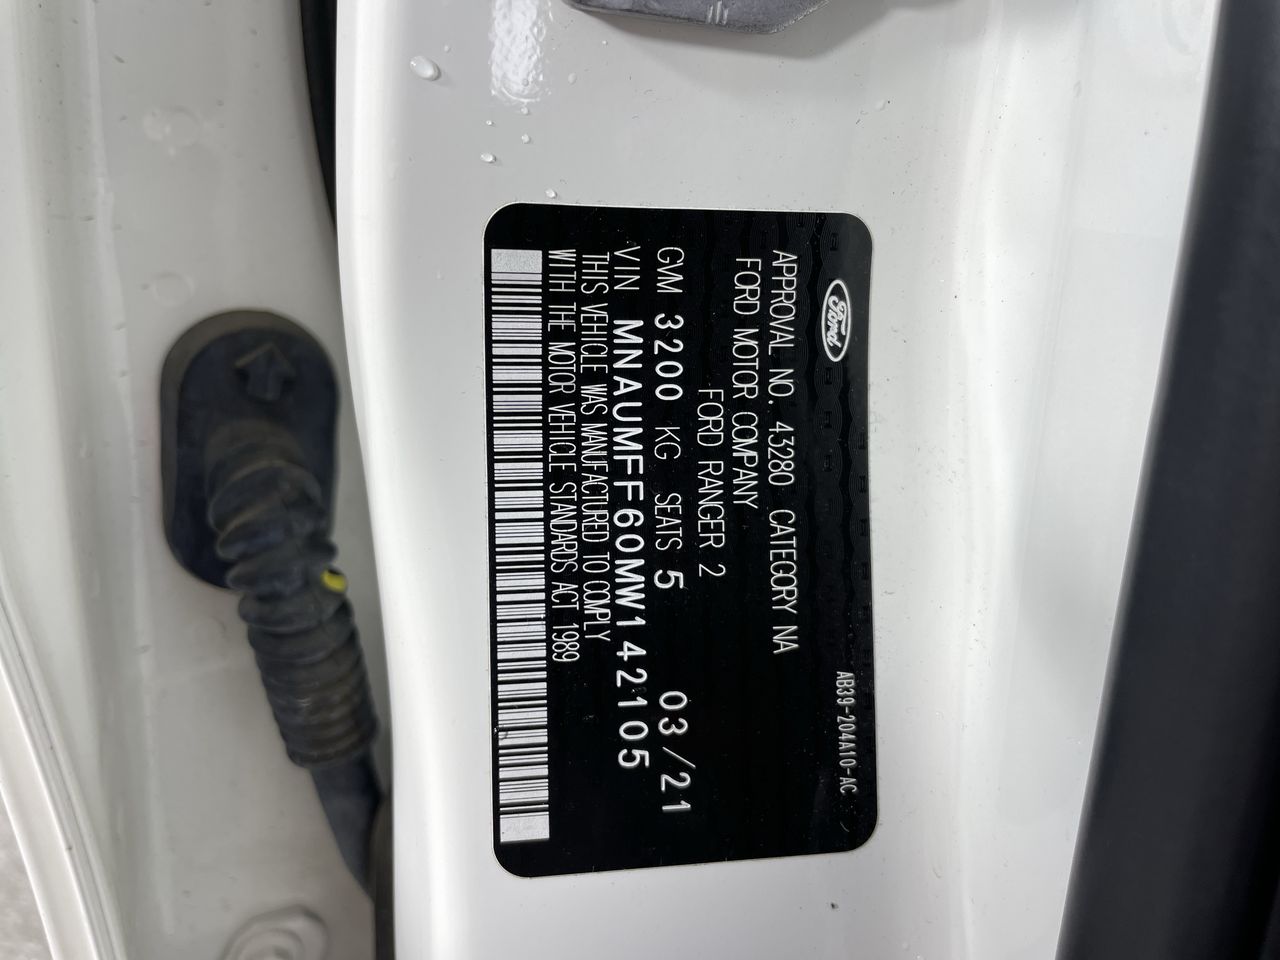 Ford
AB39-204A10-AC
APPROVAL NO. 43280 CATEGORY NA
FORD MOTOR COMPANY
FORD RANGER 2
GVM 3200 KG SEATS 5 03/21
VIN MNAUMFF60MW142105
THIS VEHICLE WAS MANUFACTURED TO COMPLY
WITH THE MOTOR VEHICLE STANDARDS ACT 1989